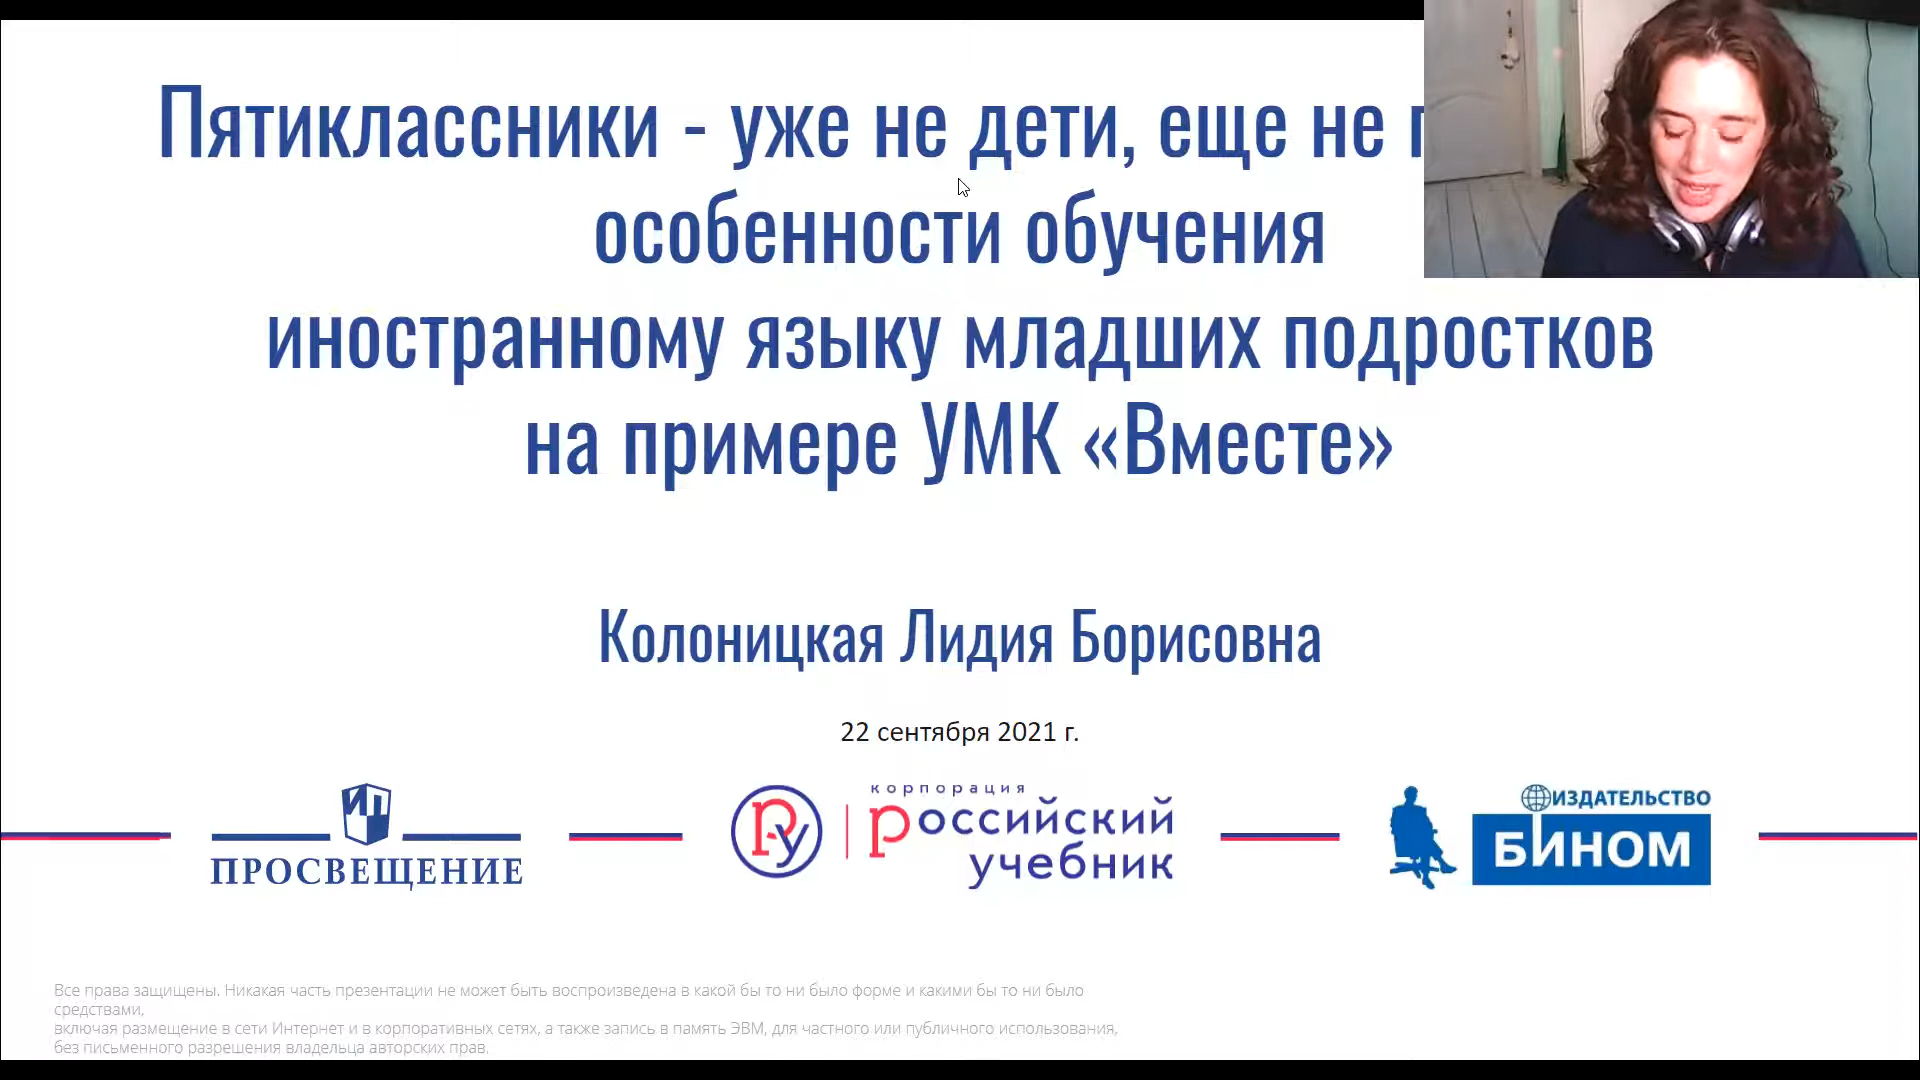 Пятиклассники - уже не дети, еще не
особенности обучения
иностранному языку младших подростков
на примере УМК «Вместе»
Колоницкая Лидия Борисовна
22 сентября 2021 г.
ПРОСВЕЩЕНИЕ
РУ
корпорация
российский
учебник
ИЗДАТЕЛЬСТВО
БИНОМ
Все права защищены. Никакая часть презентации не может быть воспроизведена в какой бы то ни было форме и какими бы то ни было
средствами,
включая размещение в сети Интернет и в корпоративных сетях, а также запись в память ЭВМ, для частного или публичного использования,
без письменного разрешения владельца авторских прав.